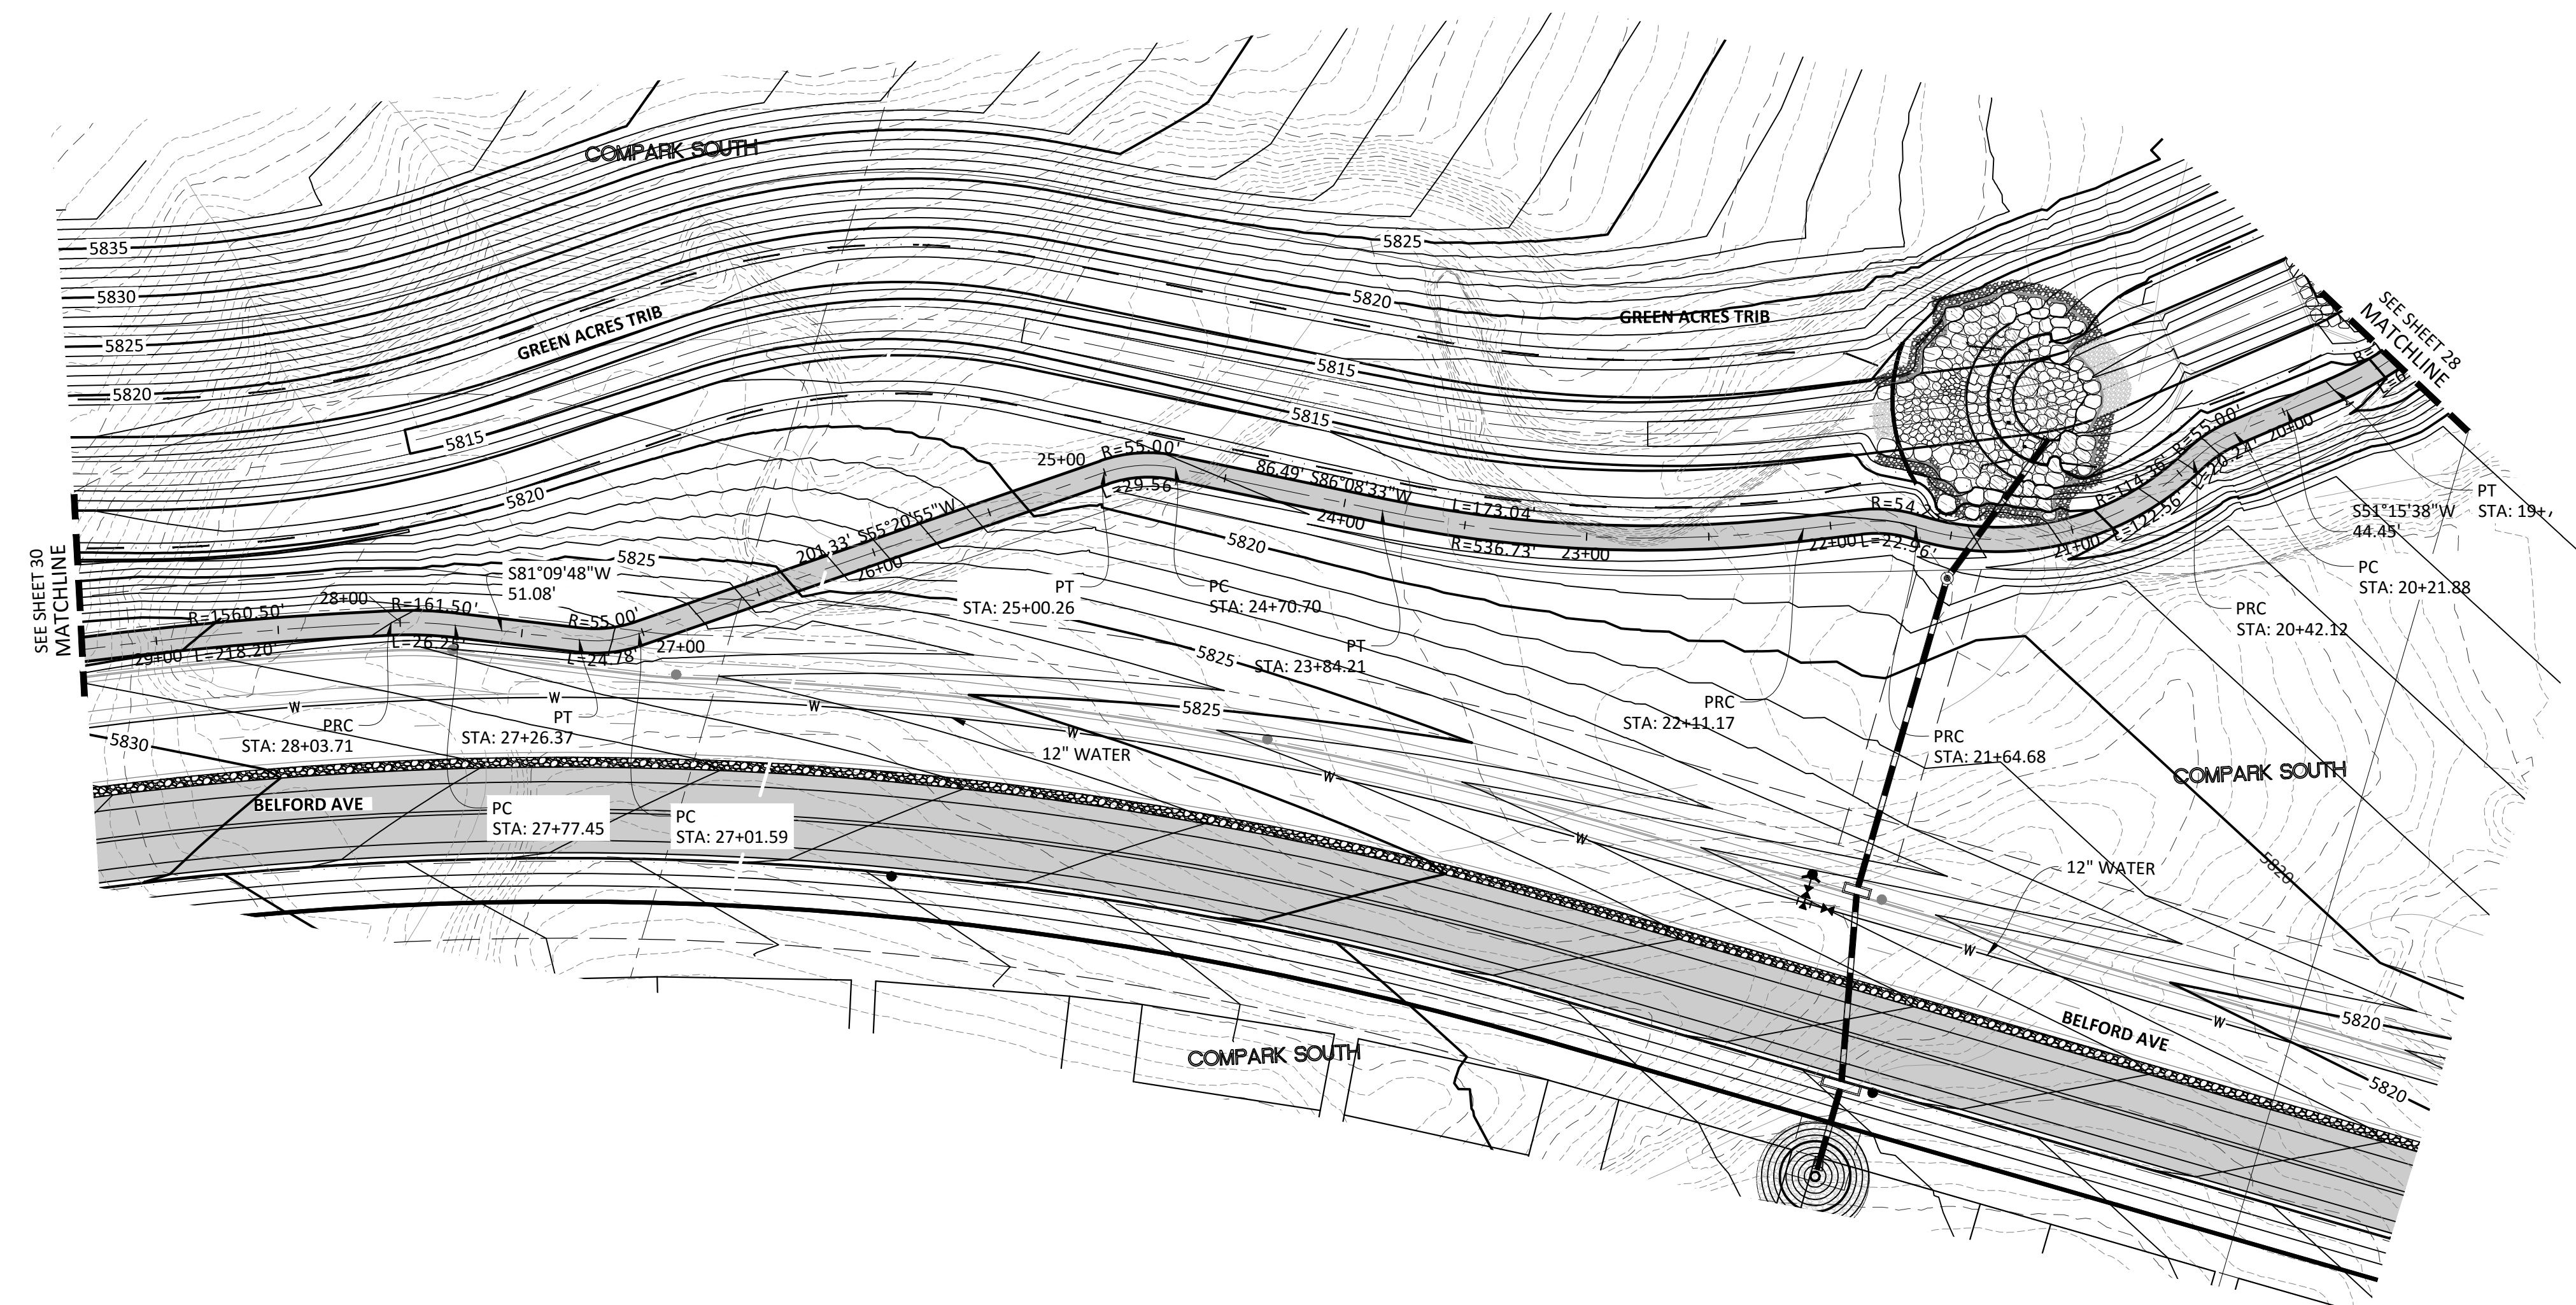 COMPARK SOUTH
5835
5830
5825
5820
5825
5820
GREEN ACRES TRIB
GREEN ACRES TRIB
5815
5815
5815
5820
5825
SEE SHEET 28
MATCHLINE
SEE SHEET 30
MATCHLINE
R=1560.50'
29+00
L=218.20'
28+00
R=161.50'
L=26.25'
S81°09'48"W
51.08'
R=55.00'
L=24.78'
27+00
201.33' S55°20'55"W
26+00
25+00
R=55.00'
L=29.56'
86.49' S86°08'33"W
24+00
L=173.04'
R=536.73'
23+00
22+00
L=22.96'
21+00
R=114.36'
L=122.56'
R=55.00'
L=20.24'
20+00
PT
S51°15'38"W
44.45'
PC
STA: 20+21.88
PRC
STA: 20+42.12
PRC
STA: 21+64.68
PRC
STA: 22+11.17
PT
STA: 23+84.21
PC
STA: 24+70.70
PT
STA: 25+00.26
PC
STA: 27+01.59
PT
STA: 27+26.37
PC
STA: 27+77.45
PRC
STA: 28+03.71
5820
5825
5825
5830
W
W
W
W
W
W
W
W
12" WATER
12" WATER
BELFORD AVE
BELFORD AVE
COMPARK SOUTH
COMPARK SOUTH
5820
5820
5820